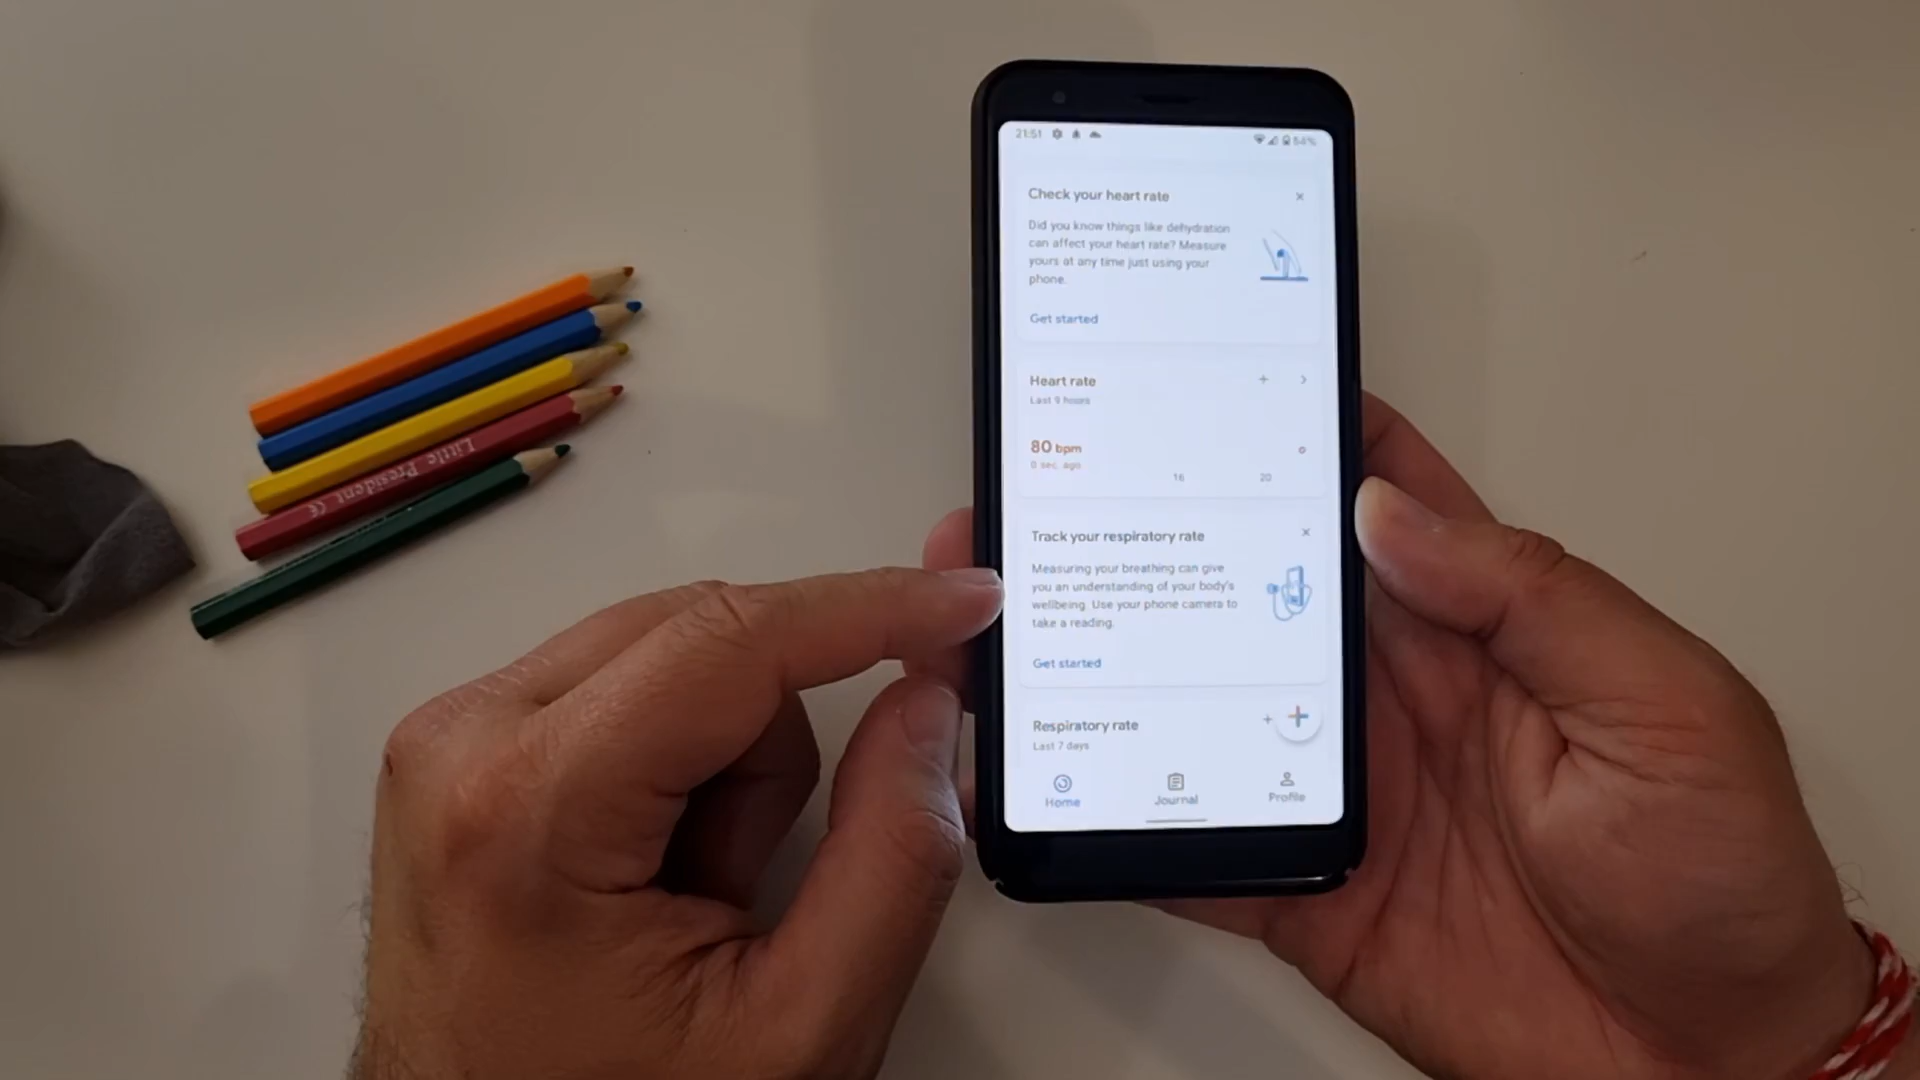 21:51
54%
Check your heart rate
Did you know things like dehydration
can affect your heart rate? Measure
yours at any time just using your
phone.
Get started
Heart rate
Last 9 hours
80 bpm
0 sec. ago
16
20
Track your respiratory rate
Measuring your breathing can give
you an understanding of your body's
wellbeing. Use your phone camera to
take a reading.
Get started
Respiratory rate
Last 7 days
Home
Journal
Profile
Little President CE